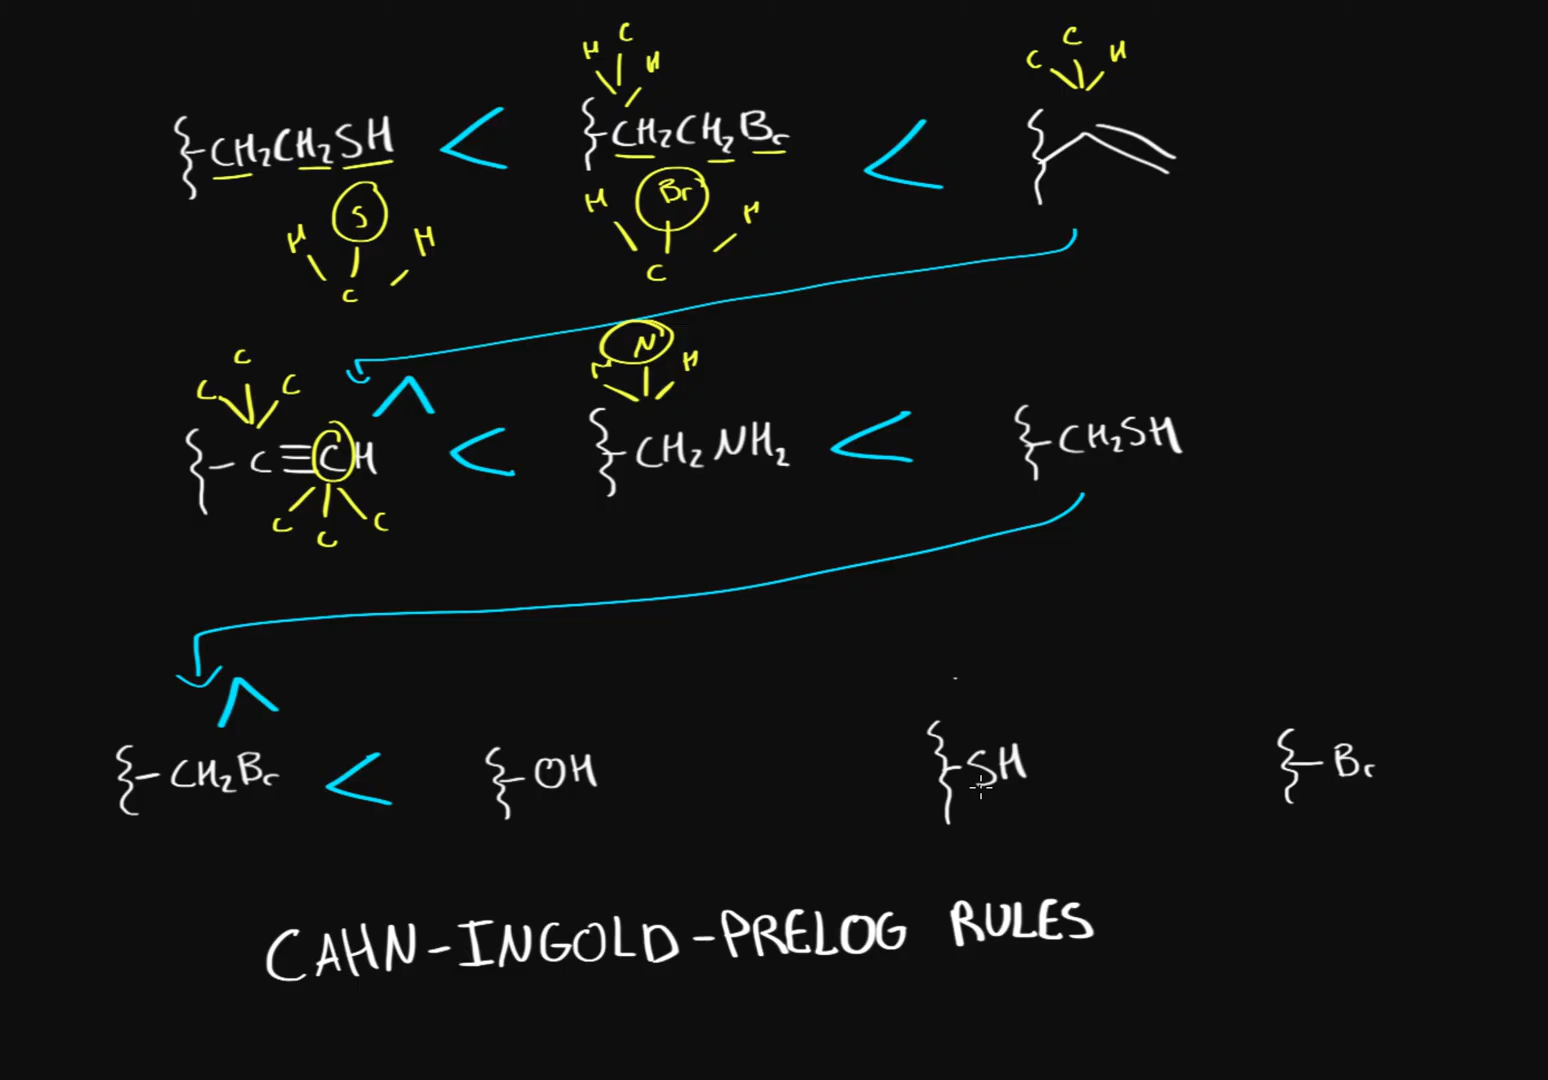 H C H
C C H
CH₂CH₂SH < CH₂CH₂Br <
S
H H
C
H Br H
C
N
H H
C C C
C≡CH < CH₂NH₂ < CH₂SH
C C C
CH₂Br < OH SH Br
CAHN-INGOLD-PRELOG RULES